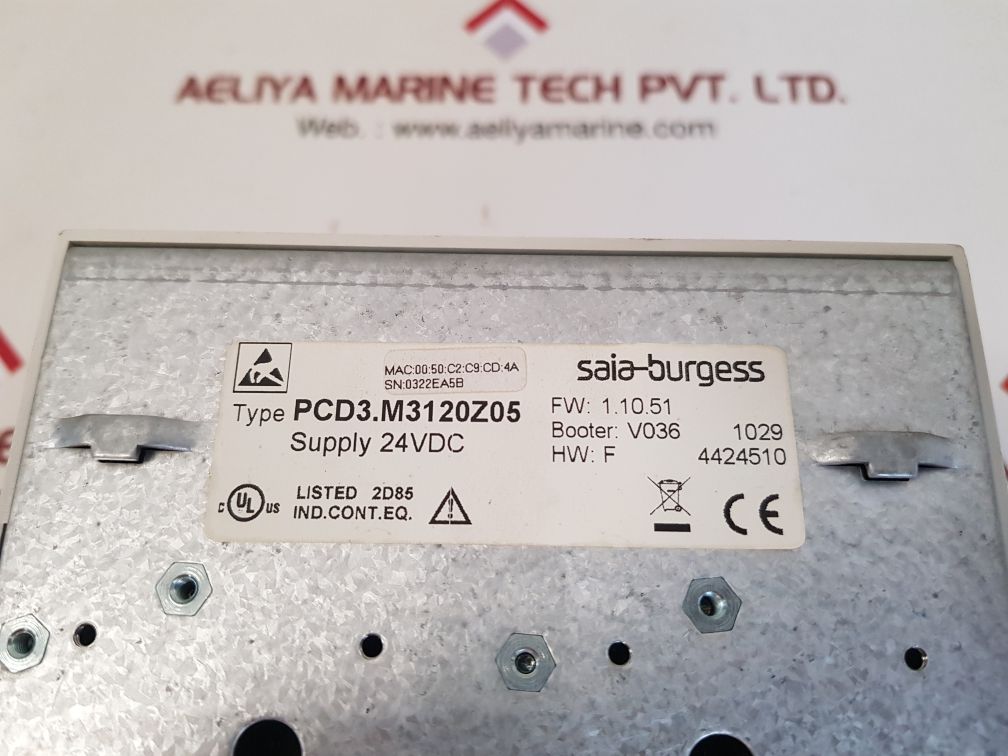 AELIYA MARINE TECH PVT. LTD.
Web. : www.aeliyamarine.com
MAC:00:50:C2:C9:CD:4A
SN:0322EA5B
saia-burgess
Type PCD3.M3120Z05
Supply 24VDC
FW: 1.10.51
Booter: V036 1029
HW: F 4424510
C UL US
LISTED 2D85
IND.CONT.EQ.
CE